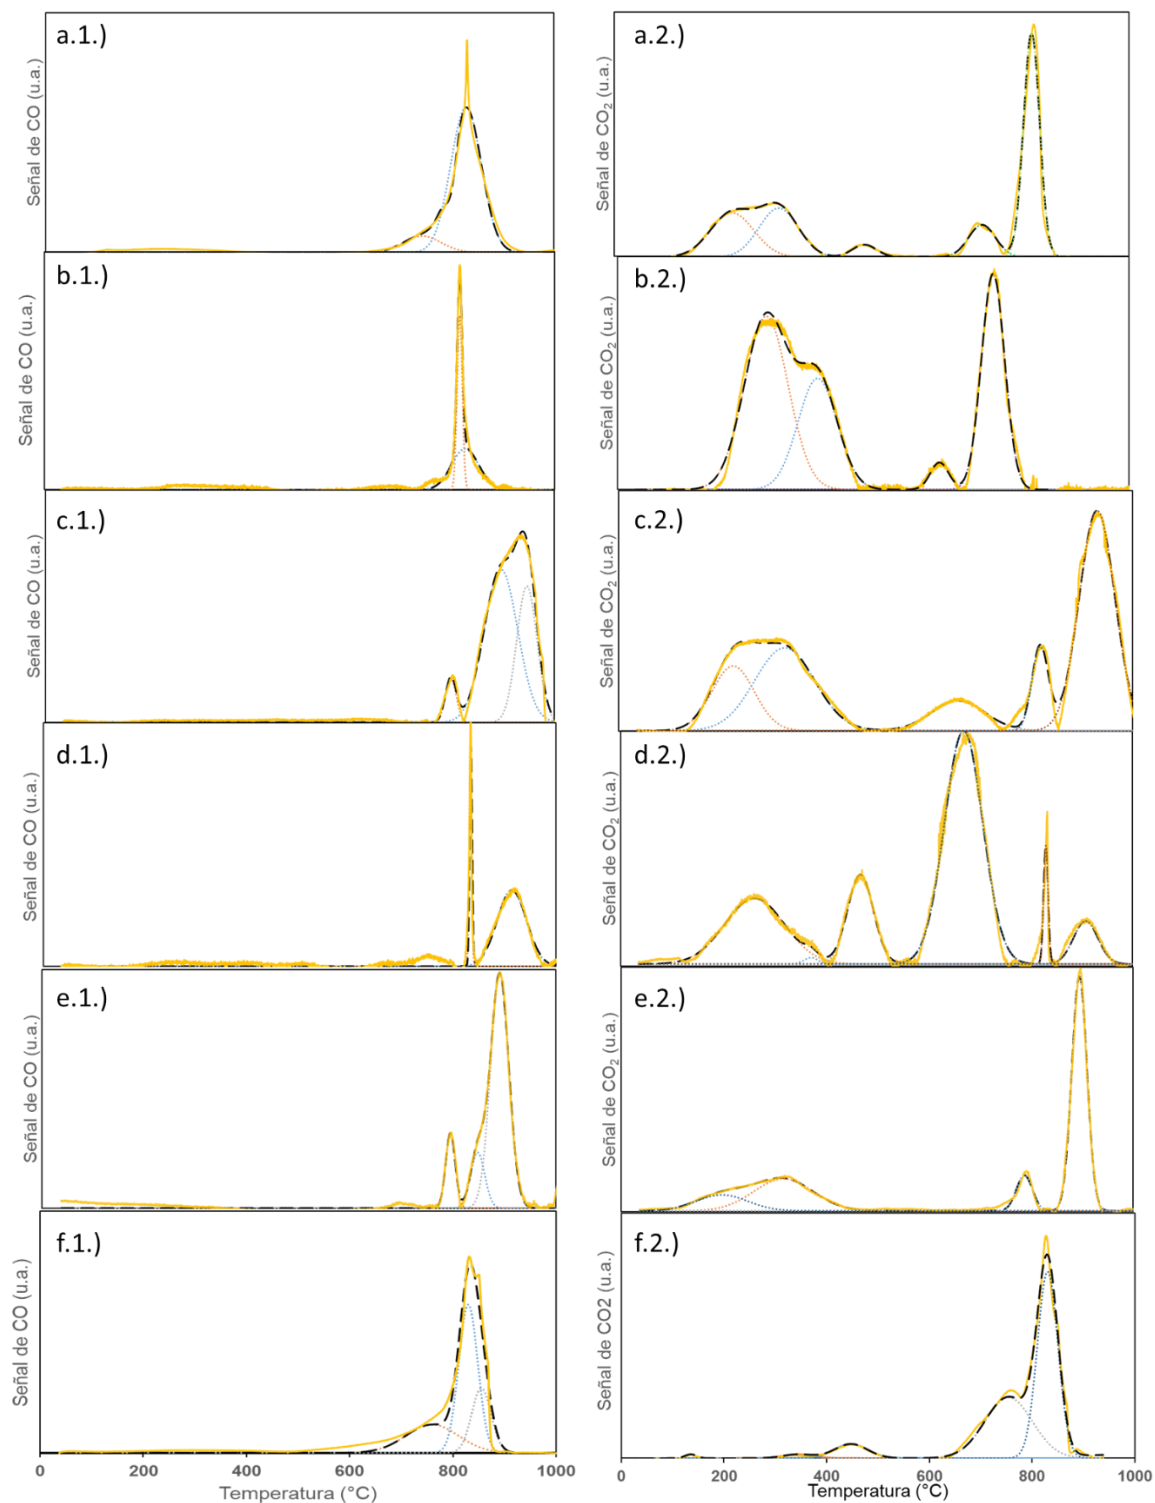 a.1.)
Señal de CO (u.a.)
a.2.)
Señal de CO₂ (u.a.)
b.1.)
Señal de CO (u.a.)
b.2.)
Señal de CO₂ (u.a.)
c.1.)
Señal de CO (u.a.)
c.2.)
Señal de CO₂ (u.a.)
d.1.)
Señal de CO (u.a.)
d.2.)
Señal de CO₂ (u.a.)
e.1.)
Señal de CO (u.a.)
e.2.)
Señal de CO₂ (u.a.)
f.1.)
Señal de CO (u.a.)
f.2.)
Señal de CO2 (u.a.)
0 200 400 600 800 1000
Temperatura (°C)
0 200 400 600 800 1000
Temperatura (°C)